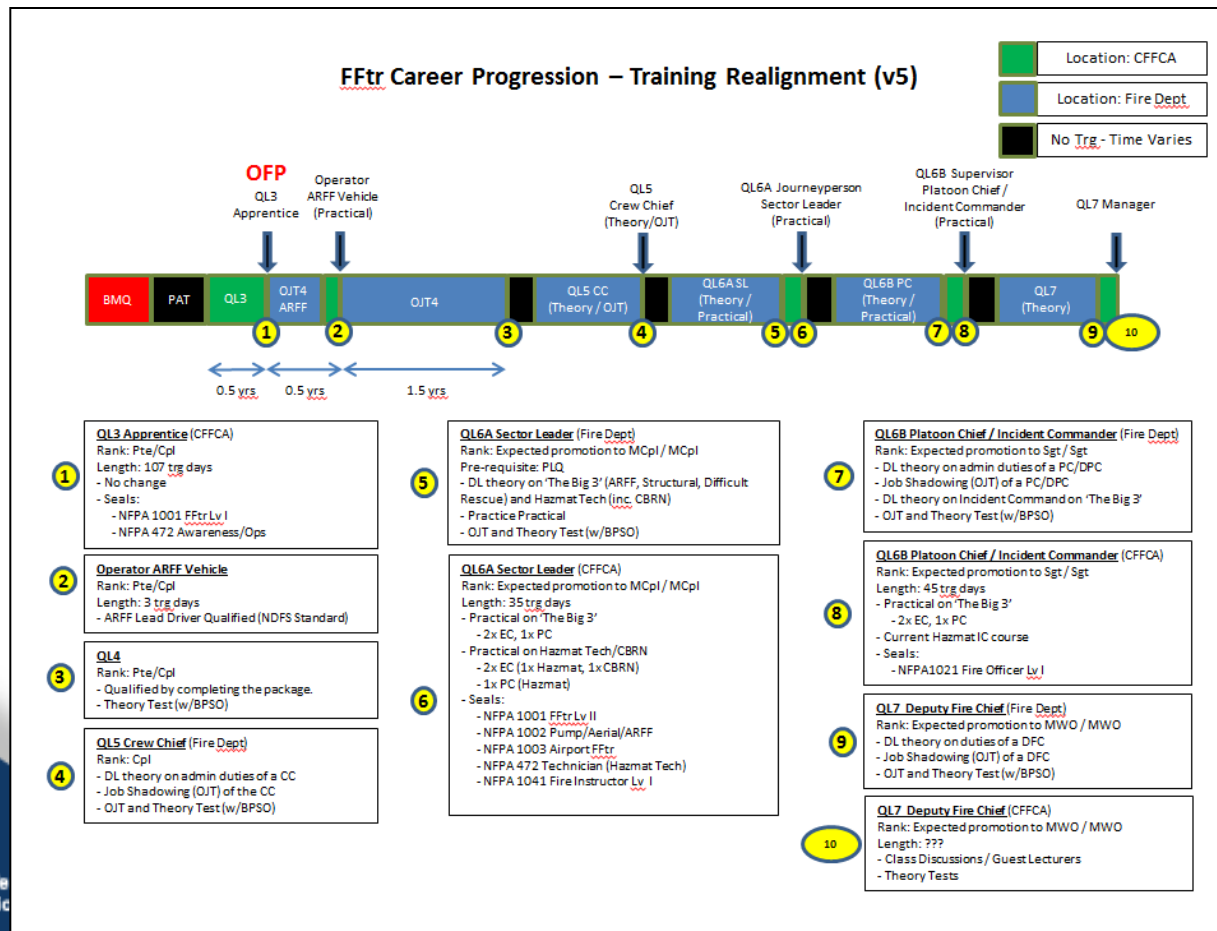 FFtr Career Progression – Training Realignment (v5)
Location: CFFCA
Location: Fire Dept
No Trg - Time Varies
OFP
QL3
Apprentice
Operator
ARFF Vehicle
(Practical)
QL5
Crew Chief
(Theory/OJT)
QL6A Journeyperson
Sector Leader
(Practical)
QL6B Supervisor
Platoon Chief /
Incident Commander
(Practical)
QL7 Manager
BMQ
PAT
QL3
OJT4
ARFF
OJT4
QL5 CC
(Theory / OJT)
QL6A SL
(Theory /
Practical)
QL6B PC
(Theory /
Practical)
QL7
(Theory)
1
2
3
4
5
6
7
8
9
10
0.5 yrs
0.5 yrs
1.5 yrs
1
QL3 Apprentice (CFFCA)
Rank: Pte/Cpl
Length: 107 trg days
- No change
- Seals:
- NFPA 1001 FFtr Lv I
- NFPA 472 Awareness/Ops
2
Operator ARFF Vehicle
Rank: Pte/Cpl
Length: 3 trg days
- ARFF Lead Driver Qualified (NDFS Standard)
3
QL4
Rank: Pte/Cpl
- Qualified by completing the package.
- Theory Test (w/BPSO)
4
QL5 Crew Chief (Fire Dept)
Rank: Cpl
- DL theory on admin duties of a CC
- Job Shadowing (OJT) of the CC
- OJT and Theory Test (w/BPSO)
5
QL6A Sector Leader (Fire Dept)
Rank: Expected promotion to MCpl / MCpl
Pre-requisite: PLQ
- DL theory on 'The Big 3' (ARFF, Structural, Difficult
Rescue) and Hazmat Tech (inc. CBRN)
- Practice Practical
- OJT and Theory Test (w/BPSO)
6
QL6A Sector Leader (CFFCA)
Rank: Expected promotion to MCpl / MCpl
Length: 35 trg days
- Practical on 'The Big 3'
- 2x EC, 1x PC
- Practical on Hazmat Tech/CBRN
- 2x EC (1x Hazmat, 1x CBRN)
- 1x PC (Hazmat)
- Seals:
- NFPA 1001 FFtr Lv II
- NFPA 1002 Pump/Aerial/ARFF
- NFPA 1003 Airport FFtr
- NFPA 472 Technician (Hazmat Tech)
- NFPA 1041 Fire Instructor Lv I
7
QL6B Platoon Chief / Incident Commander (Fire Dept)
Rank: Expected promotion to Sgt / Sgt
- DL theory on admin duties of a PC/DPC
- Job Shadowing (OJT) of a PC/DPC
- DL theory on Incident Command on 'The Big 3'
- OJT and Theory Test (w/BPSO)
8
QL6B Platoon Chief / Incident Commander (CFFCA)
Rank: Expected promotion to Sgt / Sgt
Length: 45 trg days
- Practical on 'The Big 3'
- 2x EC, 1x PC
- Current Hazmat IC course
- Seals:
- NFPA1021 Fire Officer Lv I
9
QL7 Deputy Fire Chief (Fire Dept)
Rank: Expected promotion to MWO / MWO
- DL theory on duties of a DFC
- Job Shadowing (OJT) of a DFC
- OJT and Theory Test (w/BPSO)
10
QL7 Deputy Fire Chief (CFFCA)
Rank: Expected promotion to MWO / MWO
Length: ???
- Class Discussions / Guest Lecturers
- Theory Tests